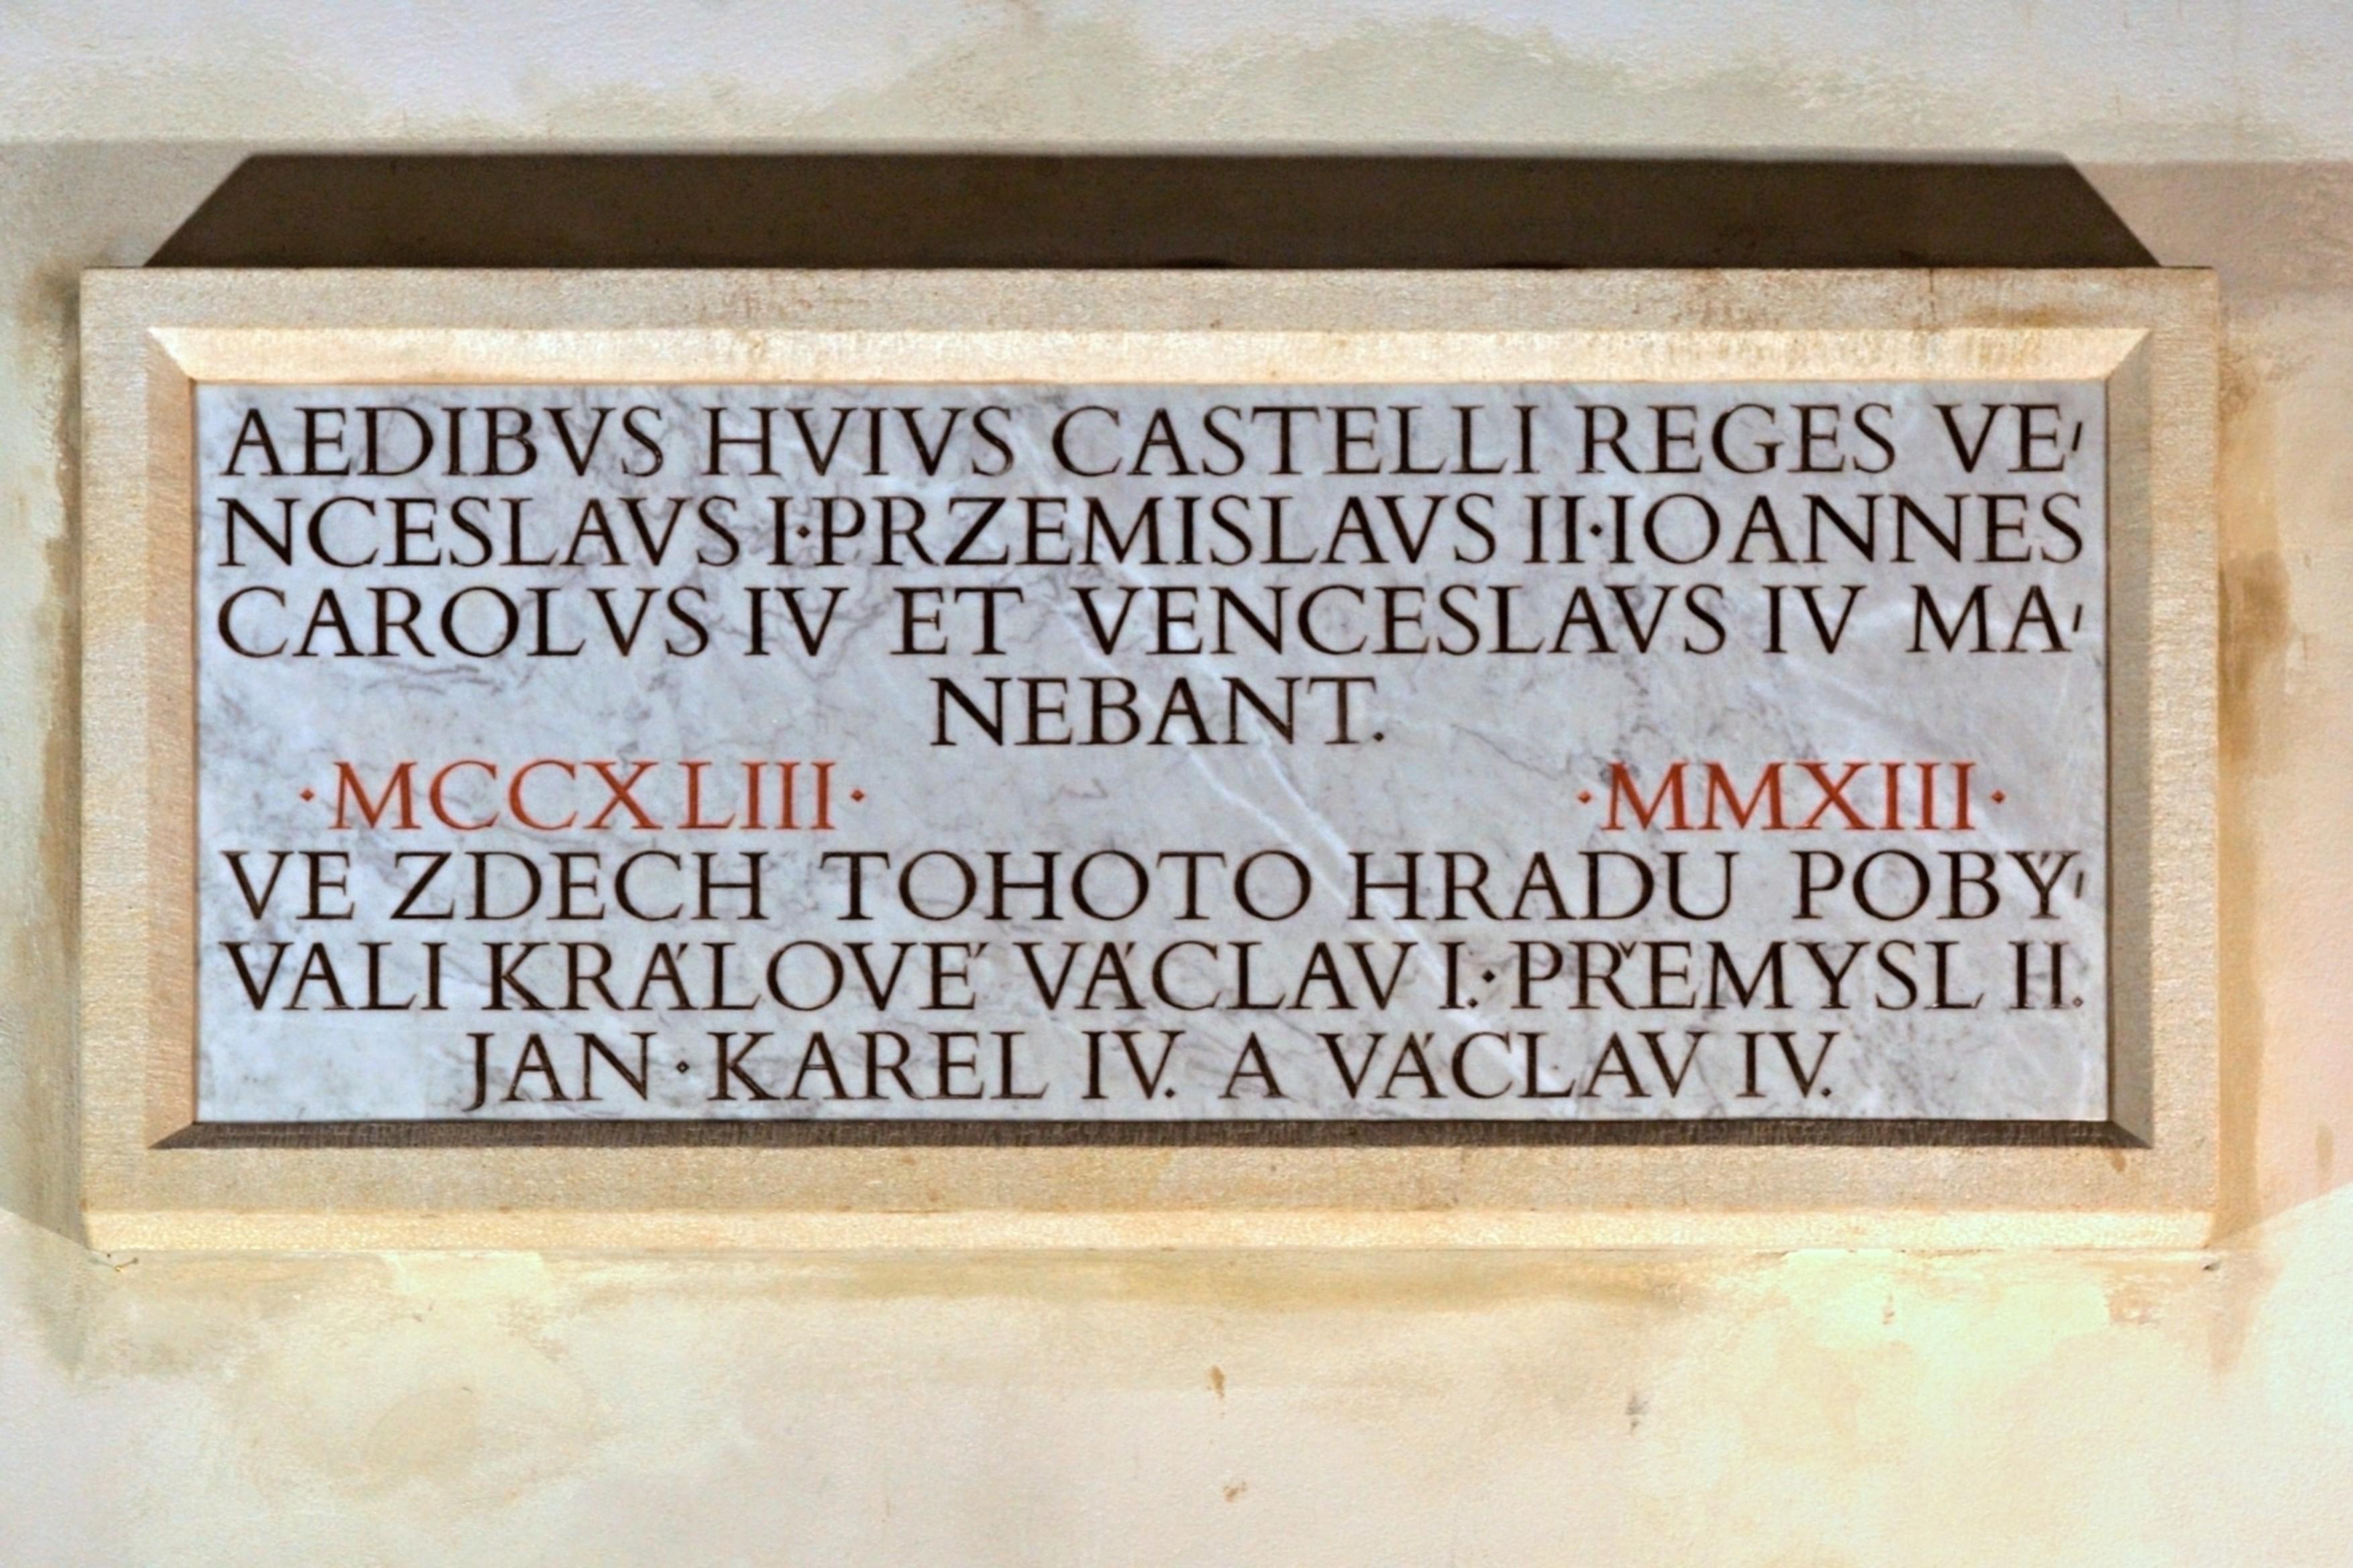 AEDIBVS HVIVS CASTELLI REGES VE-
NCESLAVS I·PRZEMISLAVS II·IOANNES
CAROLVS IV ET VENCESLAVS IV MA-
NEBANT.
·MCCXLIII· ·MMXIII·
VE ZDECH TOHOTO HRADU POBÝ-
VALI KRÁLOVÉ VÁCLAV I.·PŘEMYSL II.
JAN·KAREL IV. A VÁCLAV IV.